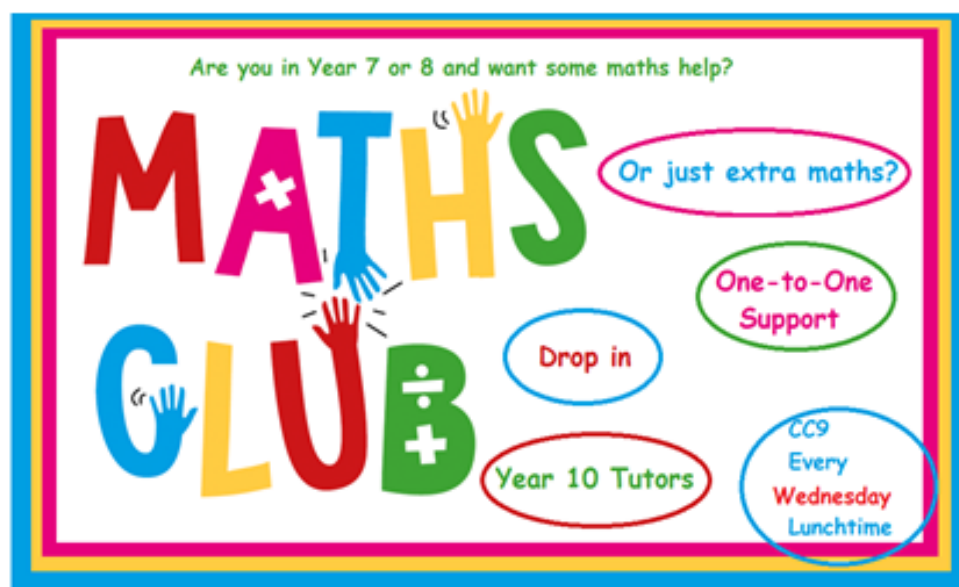 Are you in Year 7 or 8 and want some maths help?
MATHS
CLUB
Or just extra maths?
One-to-One
Support
Drop in
Year 10 Tutors
CC9
Every
Wednesday
Lunchtime